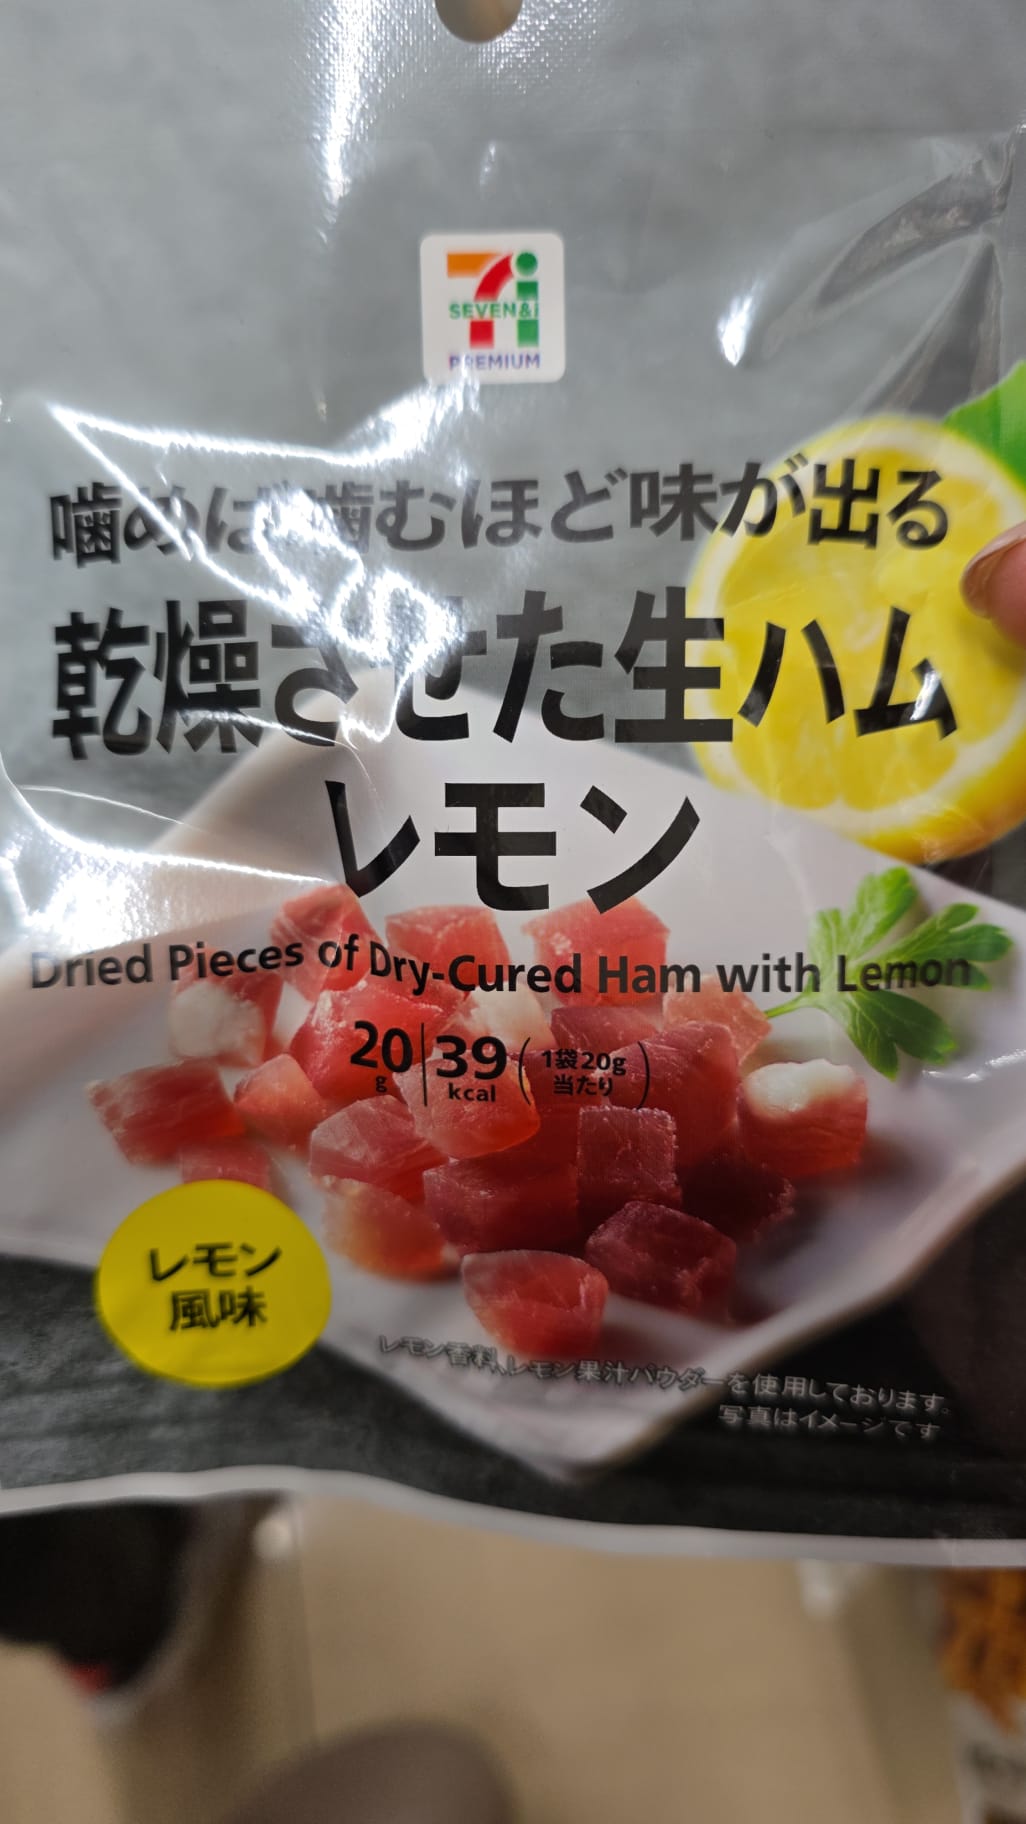 SEVEN&i
PREMIUM
噛めば噛むほど味が出る
乾燥させた生ハム
レモン
Dried Pieces of Dry-Cured Ham with Lemon
20g 39kcal (1袋20g当たり)
レモン
風味
レモン香料、レモン果汁パウダーを使用しております。
写真はイメージです